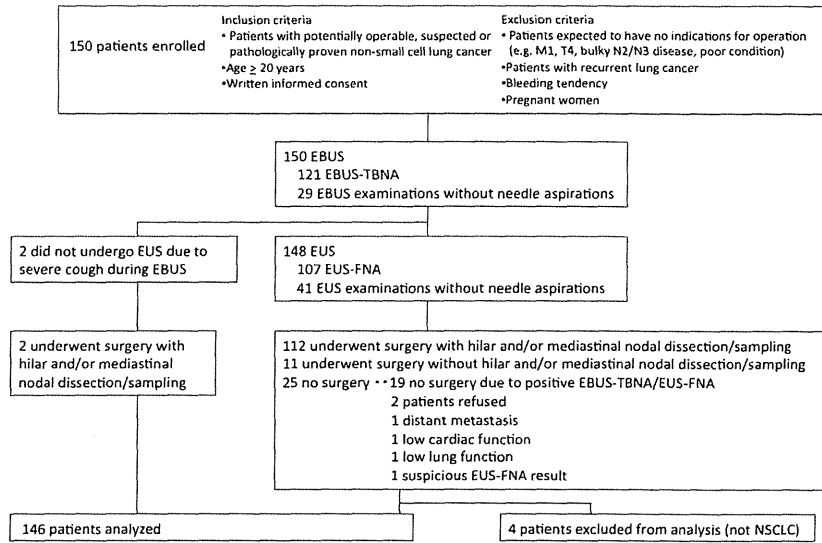 150 patients enrolled
Inclusion criteria
• Patients with potentially operable, suspected or
pathologically proven non-small cell lung cancer
•Age ≥ 20 years
•Written informed consent
Exclusion criteria
• Patients expected to have no indications for operation
(e.g. M1, T4, bulky N2/N3 disease, poor condition)
•Patients with recurrent lung cancer
•Bleeding tendency
•Pregnant women
150 EBUS
121 EBUS-TBNA
29 EBUS examinations without needle aspirations
2 did not undergo EUS due to
severe cough during EBUS
148 EUS
107 EUS-FNA
41 EUS examinations without needle aspirations
2 underwent surgery with
hilar and/or mediastinal
nodal dissection/sampling
112 underwent surgery with hilar and/or mediastinal nodal dissection/sampling
11 underwent surgery without hilar and/or mediastinal nodal dissection/sampling
25 no surgery ··19 no surgery due to positive EBUS-TBNA/EUS-FNA
2 patients refused
1 distant metastasis
1 low cardiac function
1 low lung function
1 suspicious EUS-FNA result
146 patients analyzed
4 patients excluded from analysis (not NSCLC)